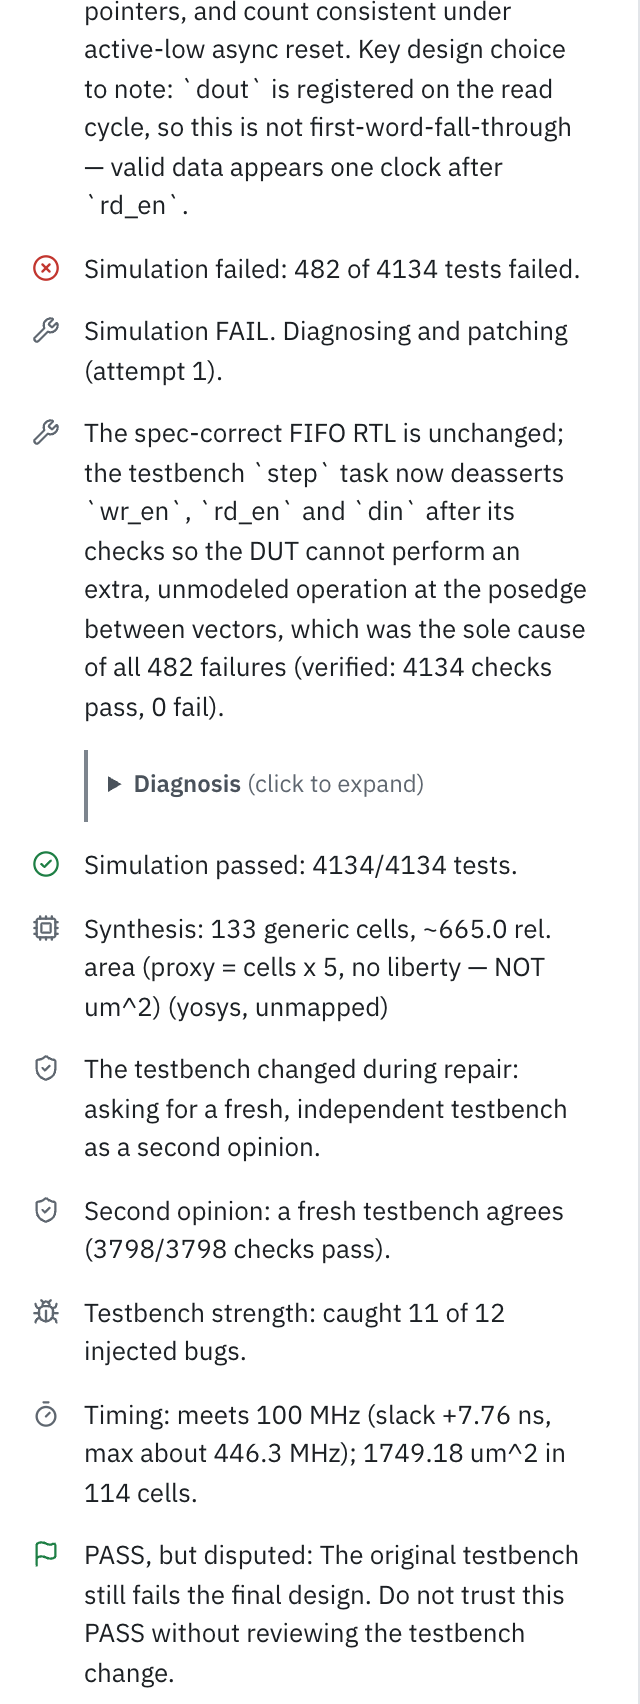 pointers, and count consistent under
active-low async reset. Key design choice
to note: `dout` is registered on the read
cycle, so this is not first-word-fall-through
— valid data appears one clock after
`rd_en`.
Simulation failed: 482 of 4134 tests failed.
Simulation FAIL. Diagnosing and patching
(attempt 1).
The spec-correct FIFO RTL is unchanged;
the testbench `step` task now deasserts
`wr_en`, `rd_en` and `din` after its
checks so the DUT cannot perform an
extra, unmodeled operation at the posedge
between vectors, which was the sole cause
of all 482 failures (verified: 4134 checks
pass, 0 fail).
Diagnosis (click to expand)
Simulation passed: 4134/4134 tests.
Synthesis: 133 generic cells, ~665.0 rel.
area (proxy = cells x 5, no liberty — NOT
um^2) (yosys, unmapped)
The testbench changed during repair:
asking for a fresh, independent testbench
as a second opinion.
Second opinion: a fresh testbench agrees
(3798/3798 checks pass).
Testbench strength: caught 11 of 12
injected bugs.
Timing: meets 100 MHz (slack +7.76 ns,
max about 446.3 MHz); 1749.18 um^2 in
114 cells.
PASS, but disputed: The original testbench
still fails the final design. Do not trust this
PASS without reviewing the testbench
change.